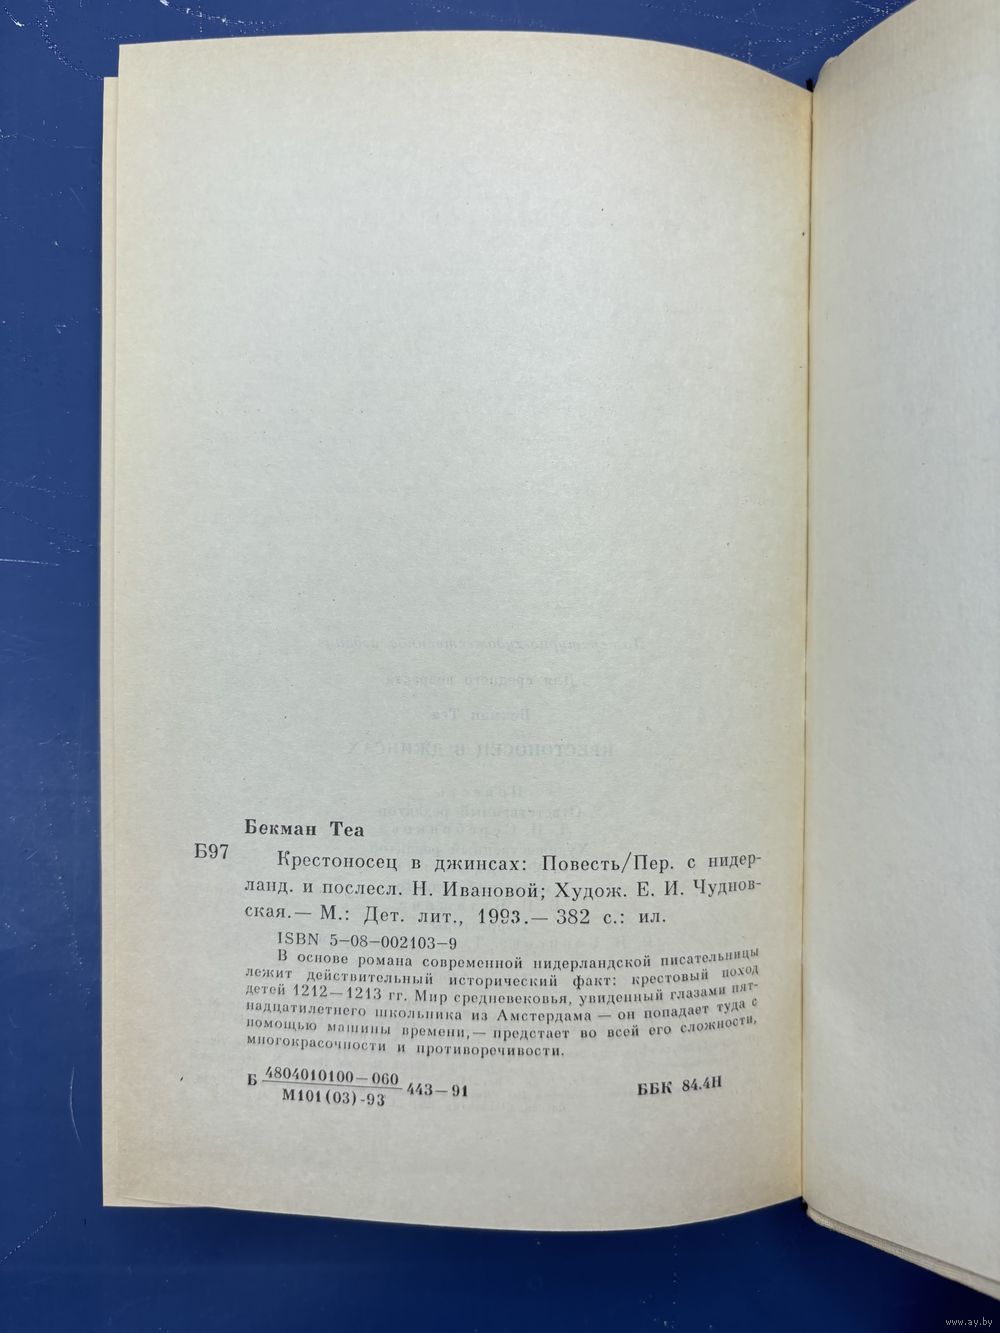 Бекман Теа
Б97
Крестоносец в джинсах: Повесть/Пер. с нидер-
ланд. и послесл. Н. Ивановой; Худож. Е. И. Чуднов-
ская.— М.: Дет. лит., 1993.— 382 с.: ил.
ISBN 5-08-002103-9
В основе романа современной нидерландской писательницы
лежит действительный исторический факт: крестовый поход
детей 1212—1213 гг. Мир средневековья, увиденный глазами пят-
надцатилетнего школьника из Амстердама — он попадает туда с
помощью машины времени,— предстает во всей его сложности,
многокрасочности и противоречивости.
Б 4804010100—060 443—91
М101(03)-93
ББК 84.4Н
www.ay.by